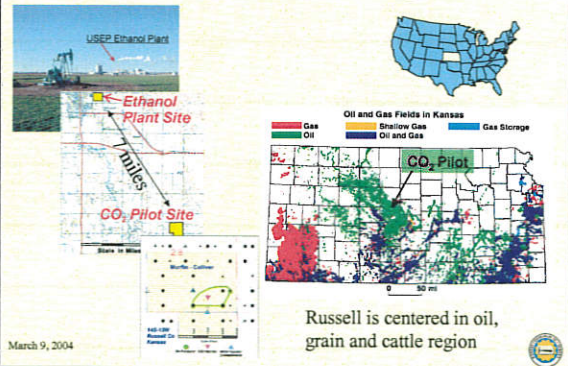 USEP Ethanol Plant
Ethanol
Plant Site
7 miles
CO₂ Pilot Site
Oil and Gas Fields in Kansas
Gas
Shallow Gas
Gas Storage
Oil
Oil and Gas
CO₂ Pilot
0 50 mi
Murfin - Colliver
Russell Co
Kansas
Russell is centered in oil,
grain and cattle region
March 9, 2004